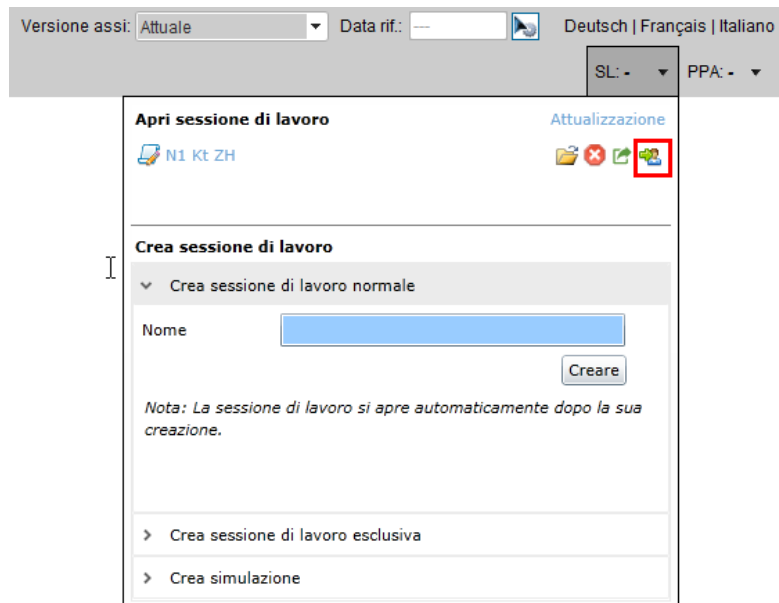 Versione assi: Attuale Data rif.: --- Deutsch | Français | Italiano
SL: - PPA: -
Apri sessione di lavoro Attualizzazione
N1 Kt ZH
Crea sessione di lavoro
Crea sessione di lavoro normale
Nome
Creare
Nota: La sessione di lavoro si apre automaticamente dopo la sua
creazione.
Crea sessione di lavoro esclusiva
Crea simulazione